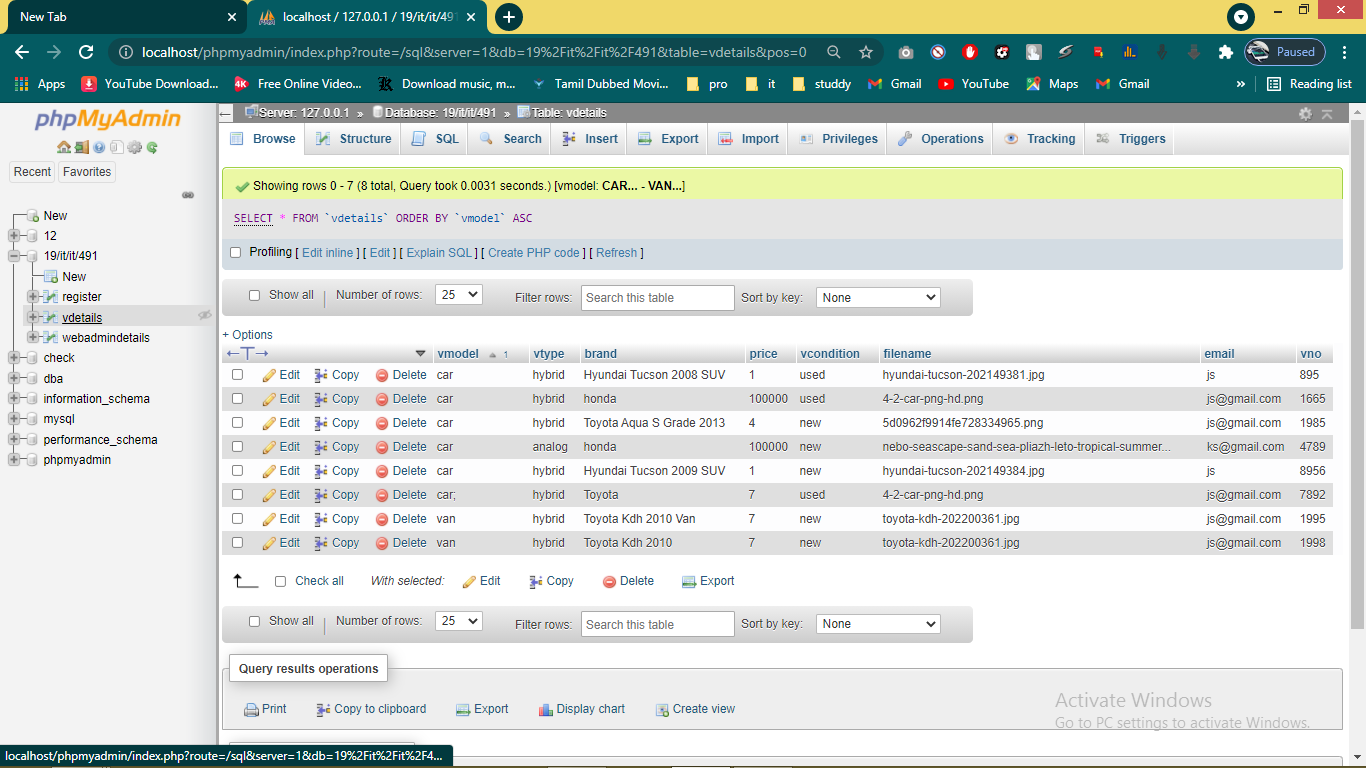 New Tab
localhost / 127.0.0.1 / 19/it/it/491
localhost/phpmyadmin/index.php?route=/sql&server=1&db=19%2Fit%2Fit%2F491&table=vdetails&pos=0
Paused
Apps
YouTube Download...
Free Online Video...
Download music, m...
Tamil Dubbed Movi...
pro
it
studdy
Gmail
YouTube
Maps
Gmail
»
Reading list
phpMyAdmin
Recent
Favorites
New
12
19/it/it/491
New
register
vdetails
webadmindetails
check
dba
information_schema
mysql
performance_schema
phpmyadmin
Server: 127.0.0.1 » Database: 19/it/it/491 » Table: vdetails
Browse Structure SQL Search Insert Export Import Privileges Operations Tracking Triggers
Showing rows 0 - 7 (8 total, Query took 0.0031 seconds.) [vmodel: CAR... - VAN...]
SELECT * FROM `vdetails` ORDER BY `vmodel` ASC
Profiling [ Edit inline ] [ Edit ] [ Explain SQL ] [ Create PHP code ] [ Refresh ]
Show all Number of rows: 25 Filter rows: Search this table Sort by key: None
+ Options
←T→ vmodel 1 vtype brand price vcondition filename email vno
Edit Copy Delete car hybrid Hyundai Tucson 2008 SUV 1 used hyundai-tucson-202149381.jpg js 895
Edit Copy Delete car hybrid honda 100000 used 4-2-car-png-hd.png js@gmail.com 1665
Edit Copy Delete car hybrid Toyota Aqua S Grade 2013 4 new 5d0962f9914fe728334965.png js@gmail.com 1985
Edit Copy Delete car analog honda 100000 new nebo-seascape-sand-sea-pliazh-leto-tropical-summer... ks@gmail.com 4789
Edit Copy Delete car hybrid Hyundai Tucson 2009 SUV 1 new hyundai-tucson-202149384.jpg js 8956
Edit Copy Delete car; hybrid Toyota 7 used 4-2-car-png-hd.png js@gmail.com 7892
Edit Copy Delete van hybrid Toyota Kdh 2010 Van 7 new toyota-kdh-202200361.jpg js@gmail.com 1995
Edit Copy Delete van hybrid Toyota Kdh 2010 7 new toyota-kdh-202200361.jpg js@gmail.com 1998
Check all With selected: Edit Copy Delete Export
Show all Number of rows: 25 Filter rows: Search this table Sort by key: None
Query results operations
Print Copy to clipboard Export Display chart Create view
Activate Windows
Go to PC settings to activate Windows.
localhost/phpmyadmin/index.php?route=/sql&server=1&db=19%2Fit%2Fit%2F4...